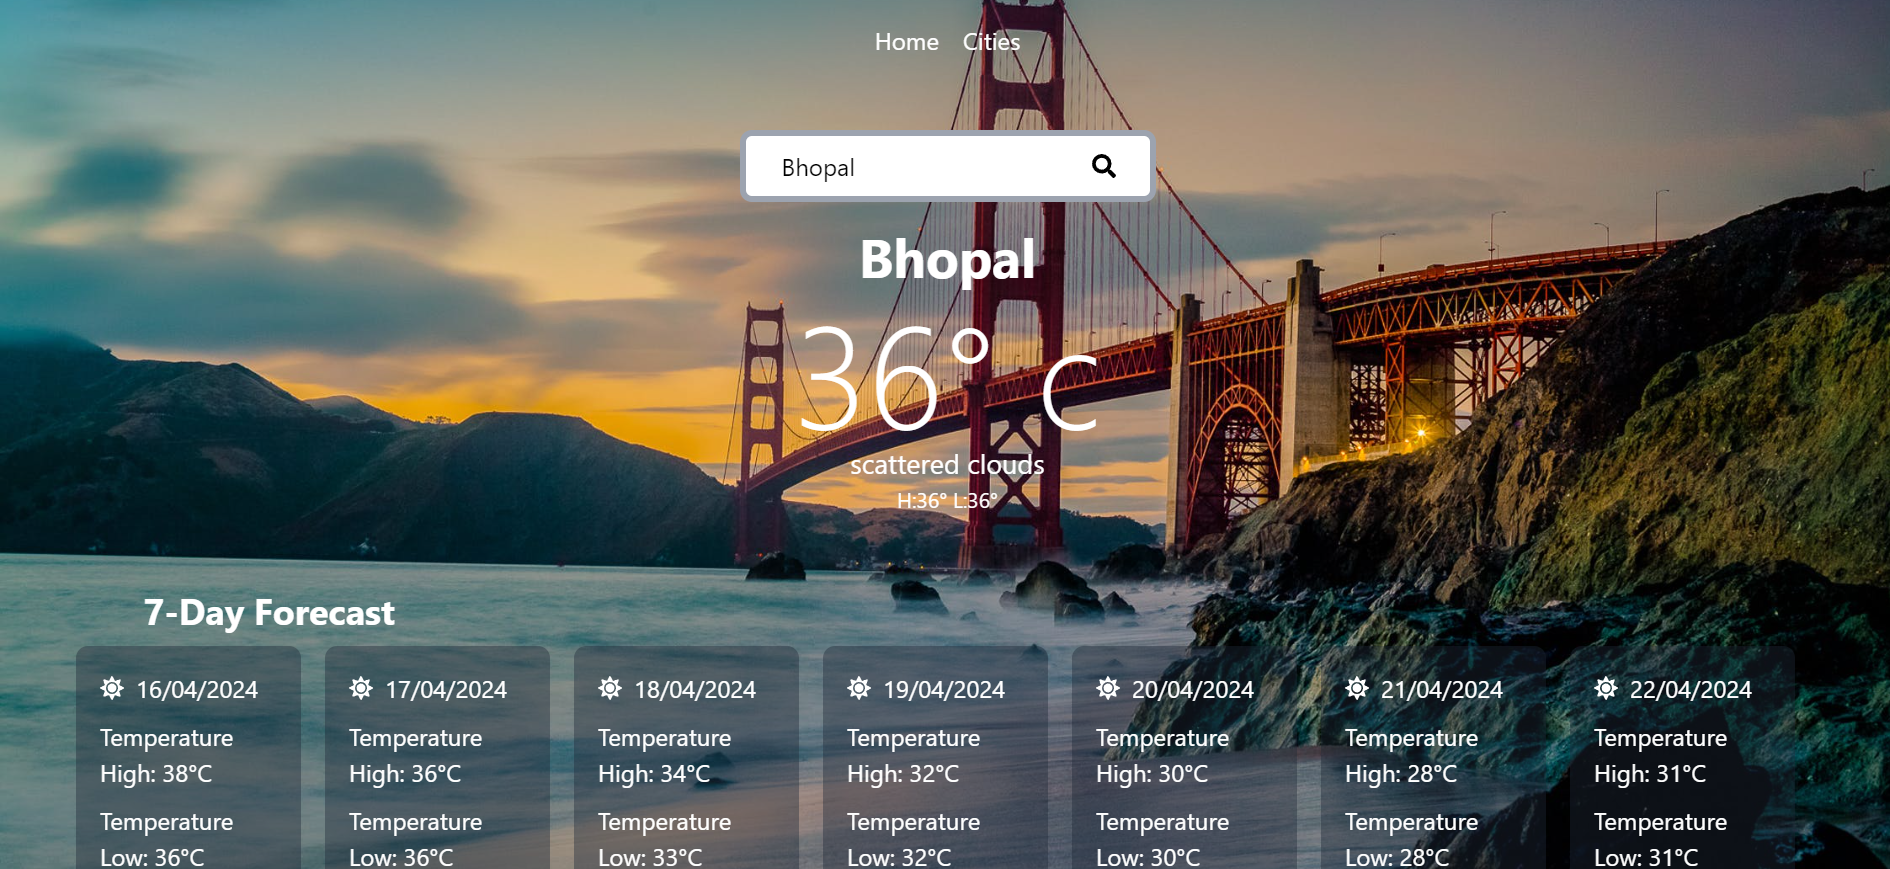 Home Cities
Bhopal
Bhopal
36° c
scattered clouds
H:36° L:36°
7-Day Forecast
16/04/2024
Temperature
High: 38°C
Temperature
Low: 36°C
17/04/2024
Temperature
High: 36°C
Temperature
Low: 36°C
18/04/2024
Temperature
High: 34°C
Temperature
Low: 33°C
19/04/2024
Temperature
High: 32°C
Temperature
Low: 32°C
20/04/2024
Temperature
High: 30°C
Temperature
Low: 30°C
21/04/2024
Temperature
High: 28°C
Temperature
Low: 28°C
22/04/2024
Temperature
High: 31°C
Temperature
Low: 31°C